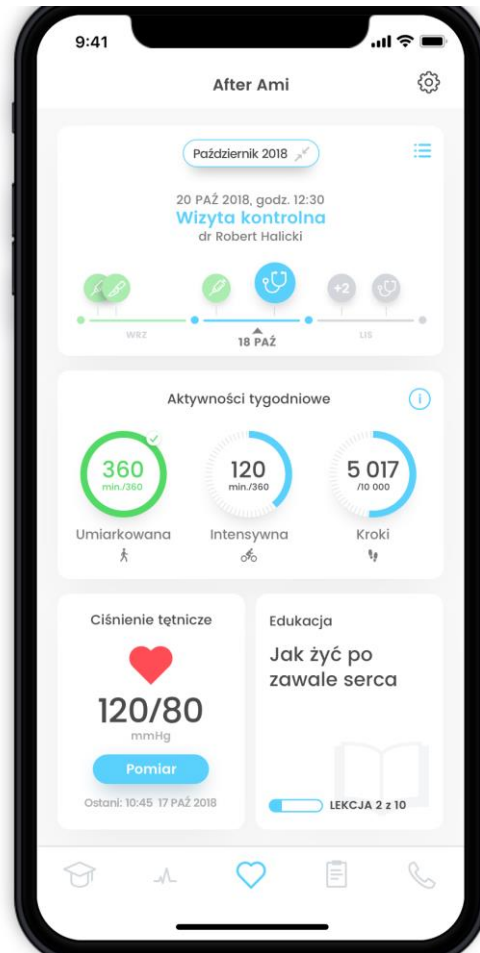 9:41
After Ami
Październik 2018
20 PAŹ 2018, godz. 12:30
Wizyta kontrolna
dr Robert Halicki
+2
WRZ
18 PAŹ
LIS
Aktywności tygodniowe
360
min./360
120
min./360
5 017
/10 000
Umiarkowana
Intensywna
Kroki
Ciśnienie tętnicze
120/80
mmHg
Pomiar
Ostani: 10:45 17 PAŹ 2018
Edukacja
Jak żyć po
zawale serca
LEKCJA 2 z 10